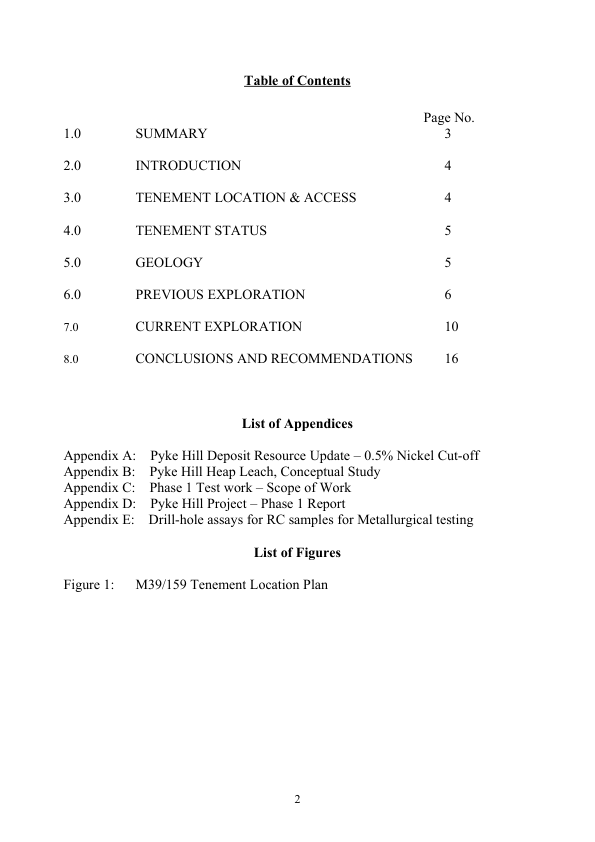 Table of Contents
Page No.
1.0 SUMMARY 3
2.0 INTRODUCTION 4
3.0 TENEMENT LOCATION & ACCESS 4
4.0 TENEMENT STATUS 5
5.0 GEOLOGY 5
6.0 PREVIOUS EXPLORATION 6
7.0 CURRENT EXPLORATION 10
8.0 CONCLUSIONS AND RECOMMENDATIONS 16
List of Appendices
Appendix A: Pyke Hill Deposit Resource Update – 0.5% Nickel Cut-off
Appendix B: Pyke Hill Heap Leach, Conceptual Study
Appendix C: Phase 1 Test work – Scope of Work
Appendix D: Pyke Hill Project – Phase 1 Report
Appendix E: Drill-hole assays for RC samples for Metallurgical testing
List of Figures
Figure 1: M39/159 Tenement Location Plan
2